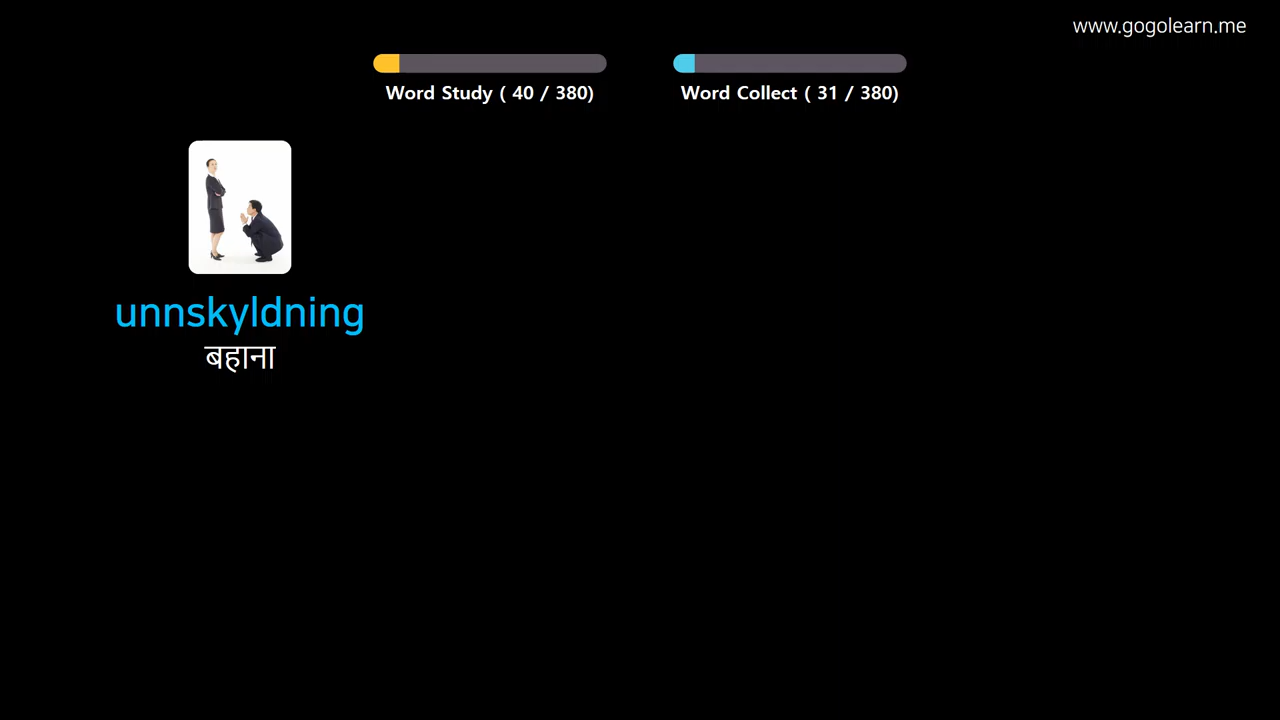 www.gogolearn.me
Word Study ( 40 / 380)
Word Collect ( 31 / 380)
unnskyldning
बहाना